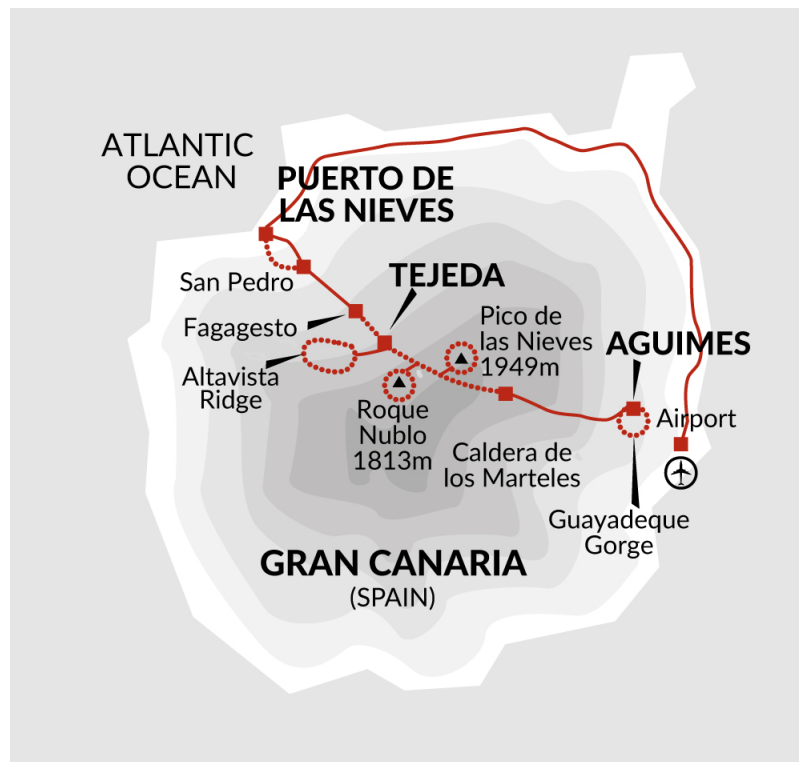 ATLANTIC
OCEAN
PUERTO DE
LAS NIEVES
San Pedro
TEJEDA
Fagagesto
Pico de
las Nieves
1949m
AGUIMES
Altavista
Ridge
Roque
Nublo
1813m
Airport
Caldera de
los Marteles
Guayadeque
Gorge
GRAN CANARIA
(SPAIN)